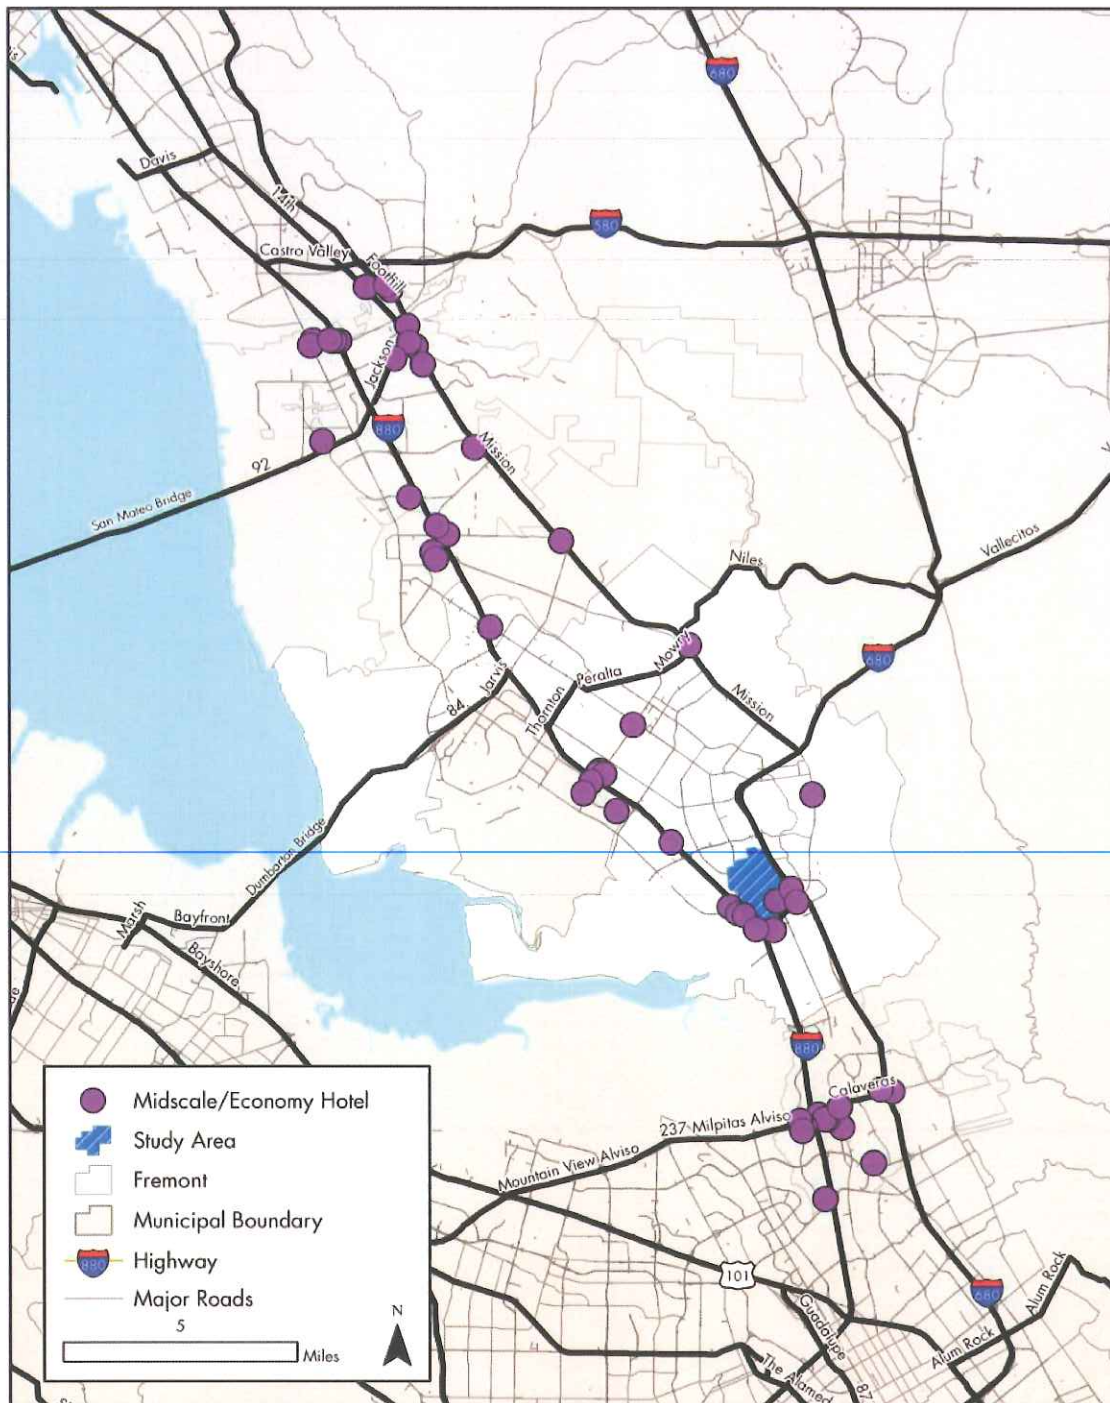 680
Davis
14th
580
Castro Valley
Foothill
Jackson
880
Mission
92
San Mateo Bridge
Vallecitos
Niles
680
Mowry
Peralta
Jarvis
Mission
Thornton
84
Dumbarton Bridge
Marsh
Bayfront
Bayshore
880
Calaveras
237 Milpitas Alviso
Mountain View Alviso
101
Guadalupe
680
Alum Rock
Alum Rock
The Alamed
87
Midscale/Economy Hotel
Study Area
Fremont
Municipal Boundary
880
Highway
Major Roads
5
Miles
N